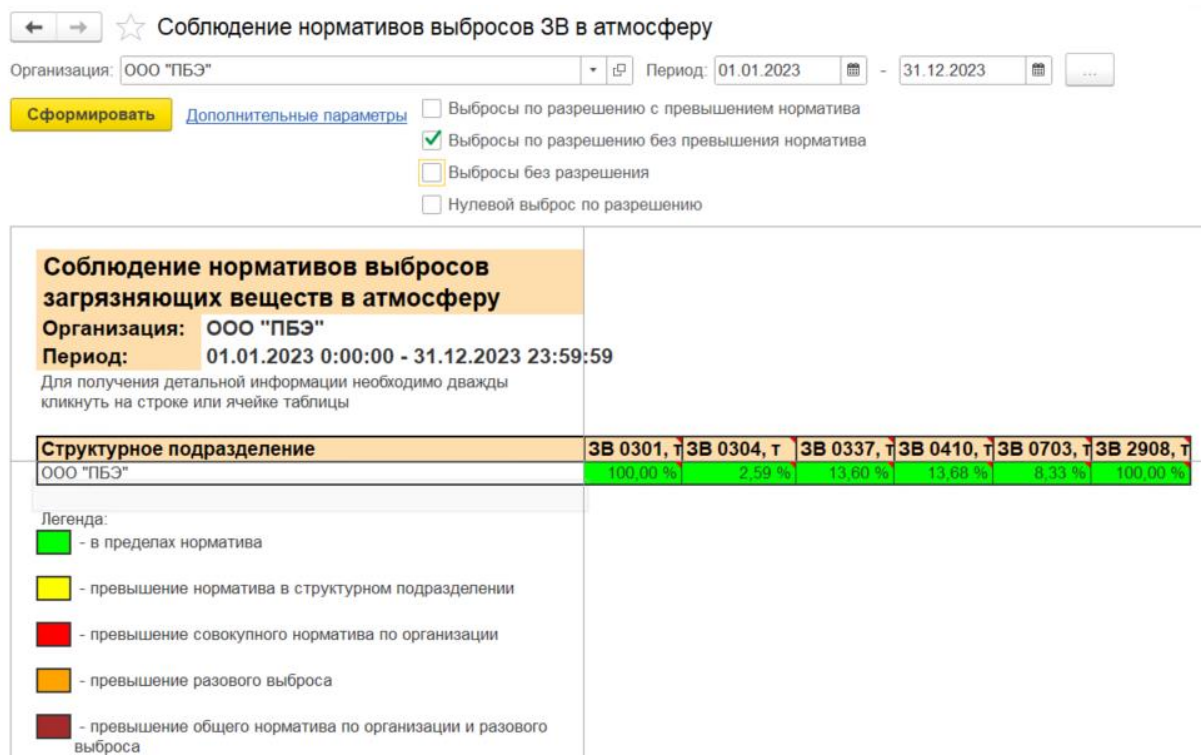 Соблюдение нормативов выбросов ЗВ в атмосферу
Организация: ООО "ПБЭ" Период: 01.01.2023 - 31.12.2023 ...
Сформировать Дополнительные параметры Выбросы по разрешению с превышением норматива
Выбросы по разрешению без превышения норматива
Выбросы без разрешения
Нулевой выброс по разрешению
Соблюдение нормативов выбросов
загрязняющих веществ в атмосферу
Организация: ООО "ПБЭ"
Период: 01.01.2023 0:00:00 - 31.12.2023 23:59:59
Для получения детальной информации необходимо дважды
кликнуть на строке или ячейке таблицы
Структурное подразделение ЗВ 0301, т ЗВ 0304, т ЗВ 0337, т ЗВ 0410, т ЗВ 0703, т ЗВ 2908, т
ООО "ПБЭ" 100,00 % 2,59 % 13,60 % 13,68 % 8,33 % 100,00 %
Легенда:
- в пределах норматива
- превышение норматива в структурном подразделении
- превышение совокупного норматива по организации
- превышение разового выброса
- превышение общего норматива по организации и разового
выброса